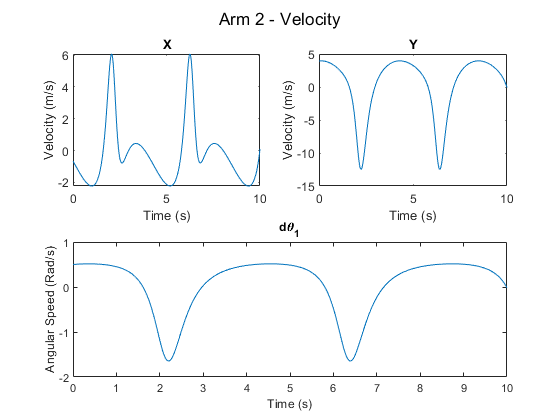 Arm 2 - Velocity
X
Velocity (m/s)
6
4
2
0
-2
0 5 10
Time (s)
Y
Velocity (m/s)
5
0
-5
-10
-15
0 5 10
Time (s)
dθ₁
Angular Speed (Rad/s)
1
0
-1
-2
0 1 2 3 4 5 6 7 8 9 10
Time (s)